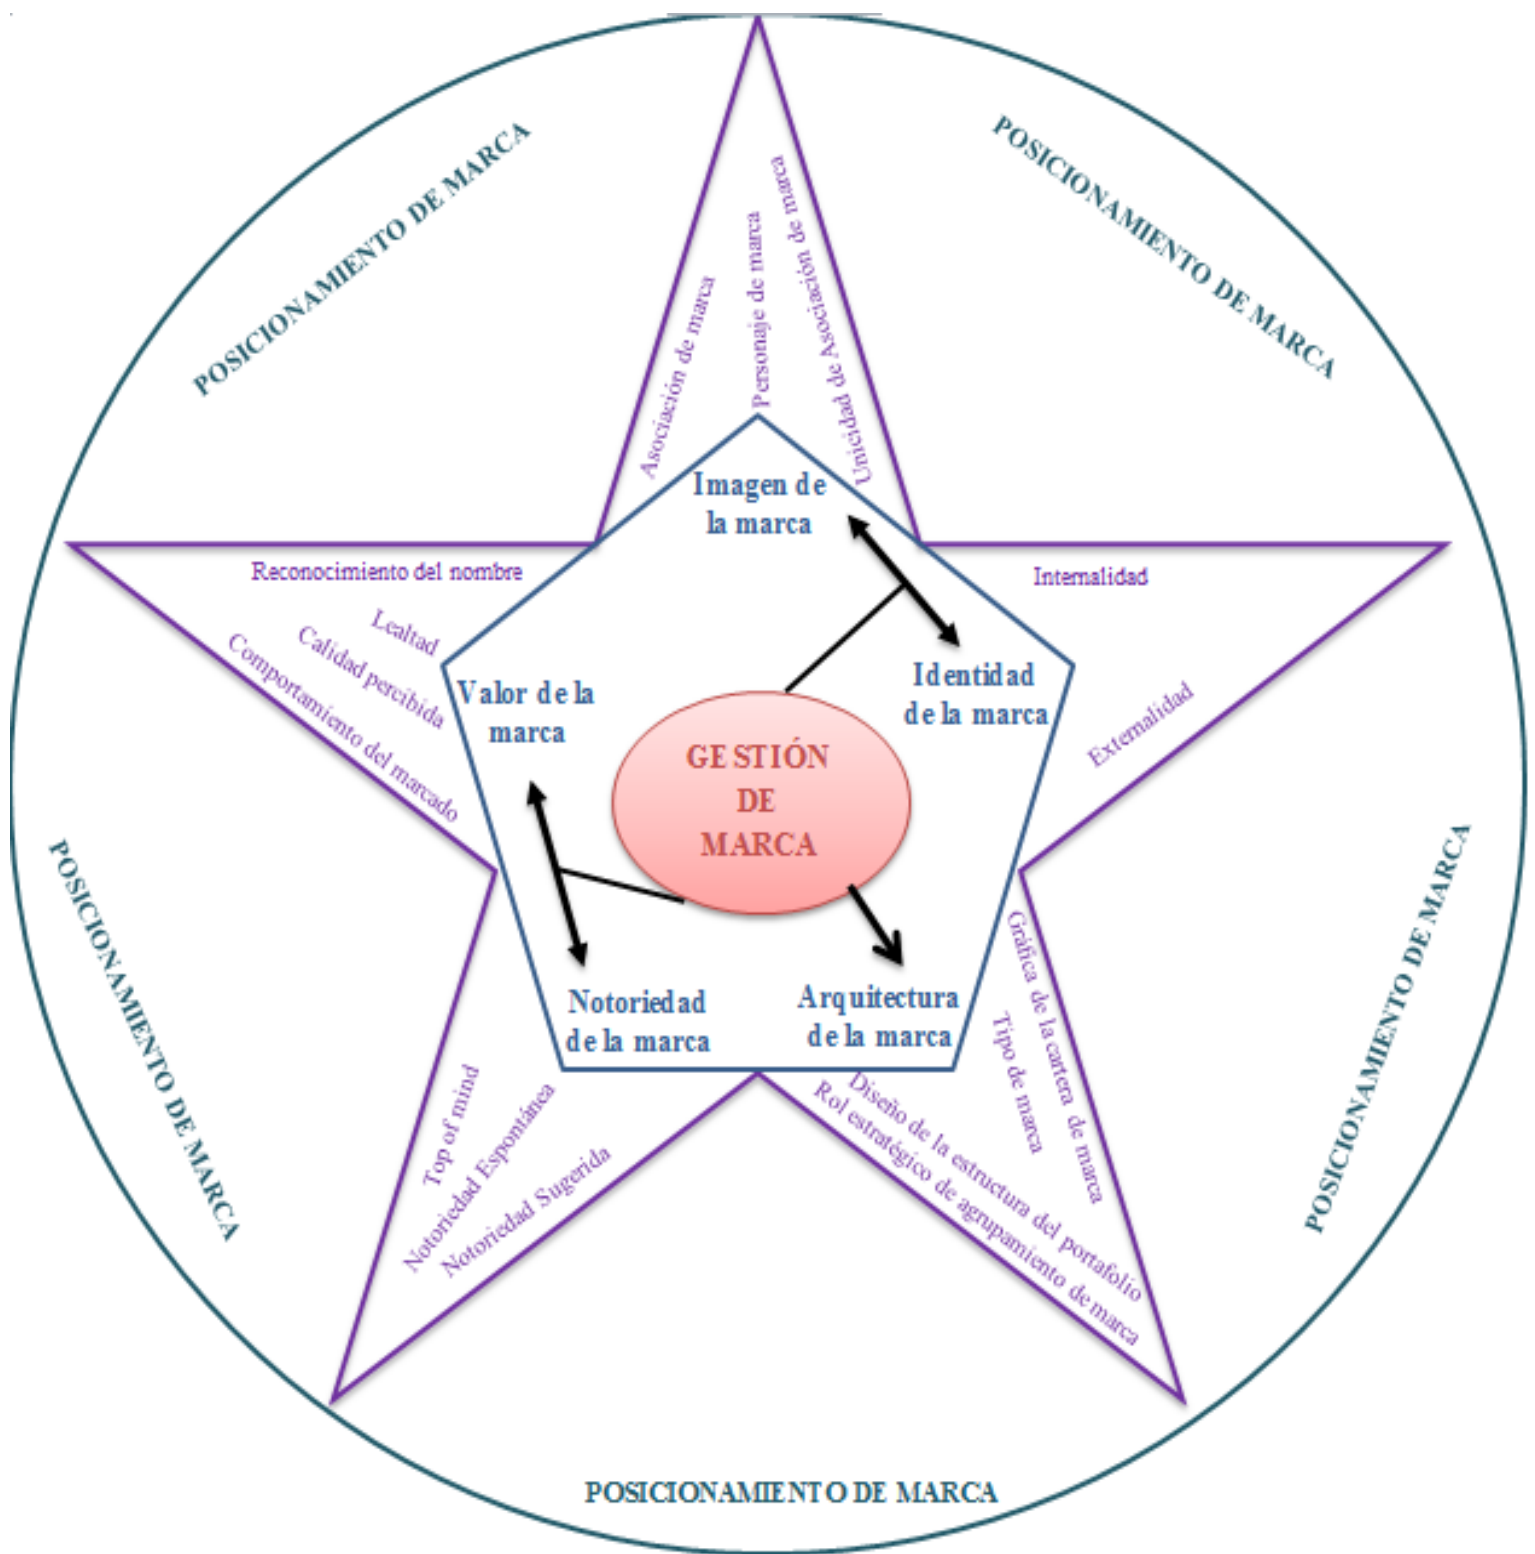 POSICIONAMIENTO DE MARCA
POSICIONAMIENTO DE MARCA
Asociación de marca
Personaje de marca
Unicidad de Asociación de marca
Imagen de
la marca
Reconocimiento del nombre
Lealtad
Calidad percibida
Comportamiento del marcado
Internalidad
Externalidad
Valor de la
marca
Identidad
de la marca
GESTIÓN
DE
MARCA
Notoriedad
de la marca
Arquitectura
de la marca
POSICIONAMIENTO DE MARCA
POSICIONAMIENTO DE MARCA
Top of mind
Notoriedad Espontánea
Notoriedad Sugerida
Gráfica de la cartera de marca
Tipo de marca
Diseño de la estructura del portafolio
Rol estratégico de agrupamiento de marca
POSICIONAMIENTO DE MARCA